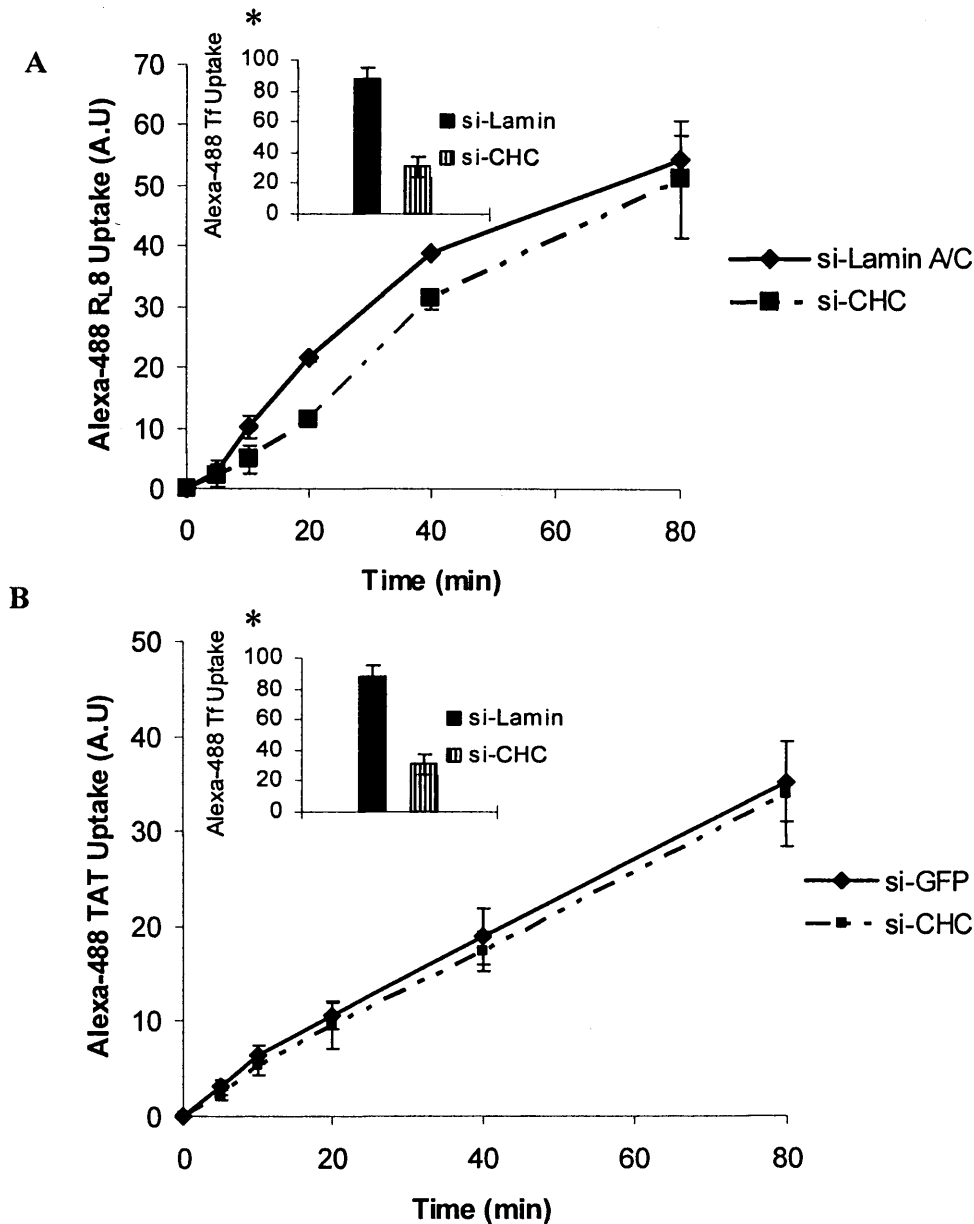 A
*
Alexa-488 Tf Uptake
100
80
60
40
20
0
si-Lamin
si-CHC
Alexa-488 RL8 Uptake (A.U)
70
60
50
40
30
20
10
0
si-Lamin A/C
si-CHC
0 20 40 60 80
Time (min)
B
*
Alexa-488 Tf Uptake
100
80
60
40
20
0
si-Lamin
si-CHC
Alexa-488 TAT Uptake (A.U)
50
40
30
20
10
0
si-GFP
si-CHC
0 20 40 60 80
Time (min)